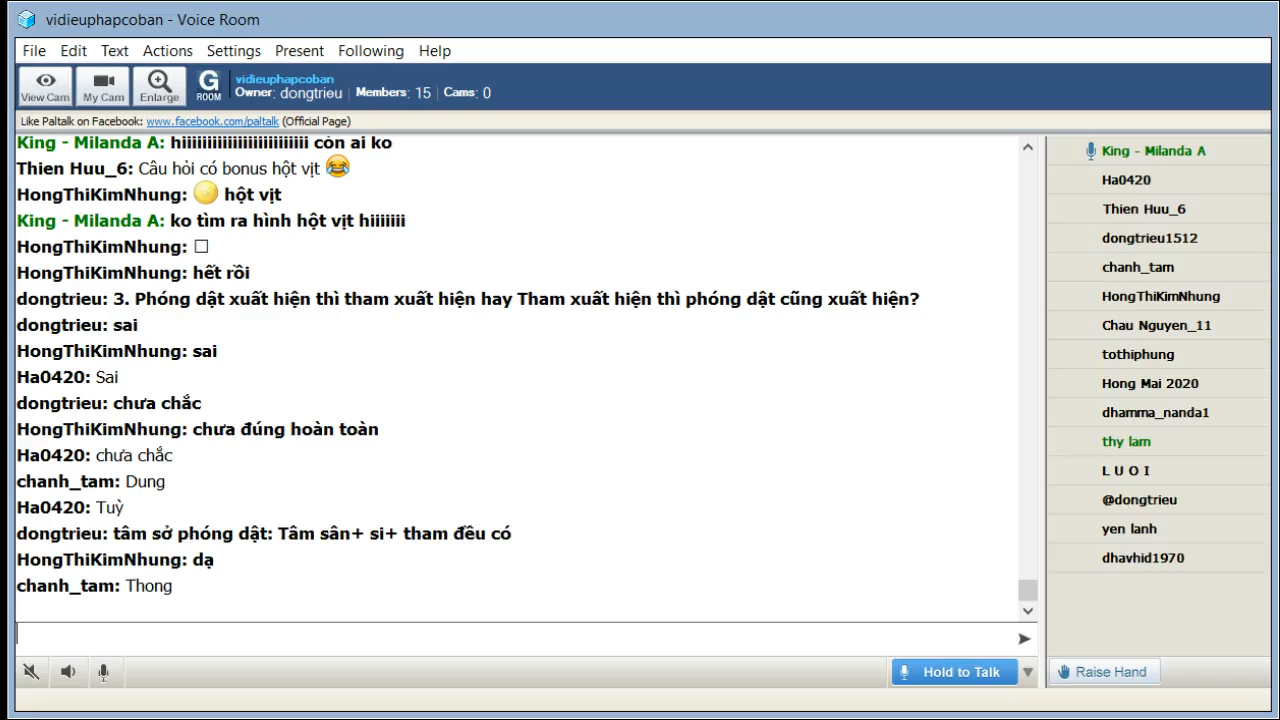 vidieuphapcoban - Voice Room
File Edit Text Actions Settings Present Following Help
View Cam
My Cam
Enlarge
G
ROOM
vidieuphapcoban
Owner: dongtrieu | Members: 15 | Cams: 0
Like Paltalk on Facebook: www.facebook.com/paltalk (Official Page)
King - Milanda A: hiiiiiiiiiiiiiiiiiiiiiiiii còn ai ko
Thien Huu_6: Câu hỏi có bonus hột vịt 😂
HongThiKimNhung: hột vịt
King - Milanda A: ko tìm ra hình hột vịt hiiiiiii
HongThiKimNhung: □
HongThiKimNhung: hết rồi
dongtrieu: 3. Phóng dật xuất hiện thì tham xuất hiện hay Tham xuất hiện thì phóng dật cũng xuất hiện?
dongtrieu: sai
HongThiKimNhung: sai
Ha0420: Sai
dongtrieu: chưa chắc
HongThiKimNhung: chưa đúng hoàn toàn
Ha0420: chưa chắc
chanh_tam: Dung
Ha0420: Tuỳ
dongtrieu: tâm sở phóng dật: Tâm sân+ si+ tham đều có
HongThiKimNhung: dạ
chanh_tam: Thong
Hold to Talk
King - Milanda A
Ha0420
Thien Huu_6
dongtrieu1512
chanh_tam
HongThiKimNhung
Chau Nguyen_11
tothiphung
Hong Mai 2020
dhamma_nanda1
thy lam
L U O I
@dongtrieu
yen lanh
dhavhid1970
Raise Hand